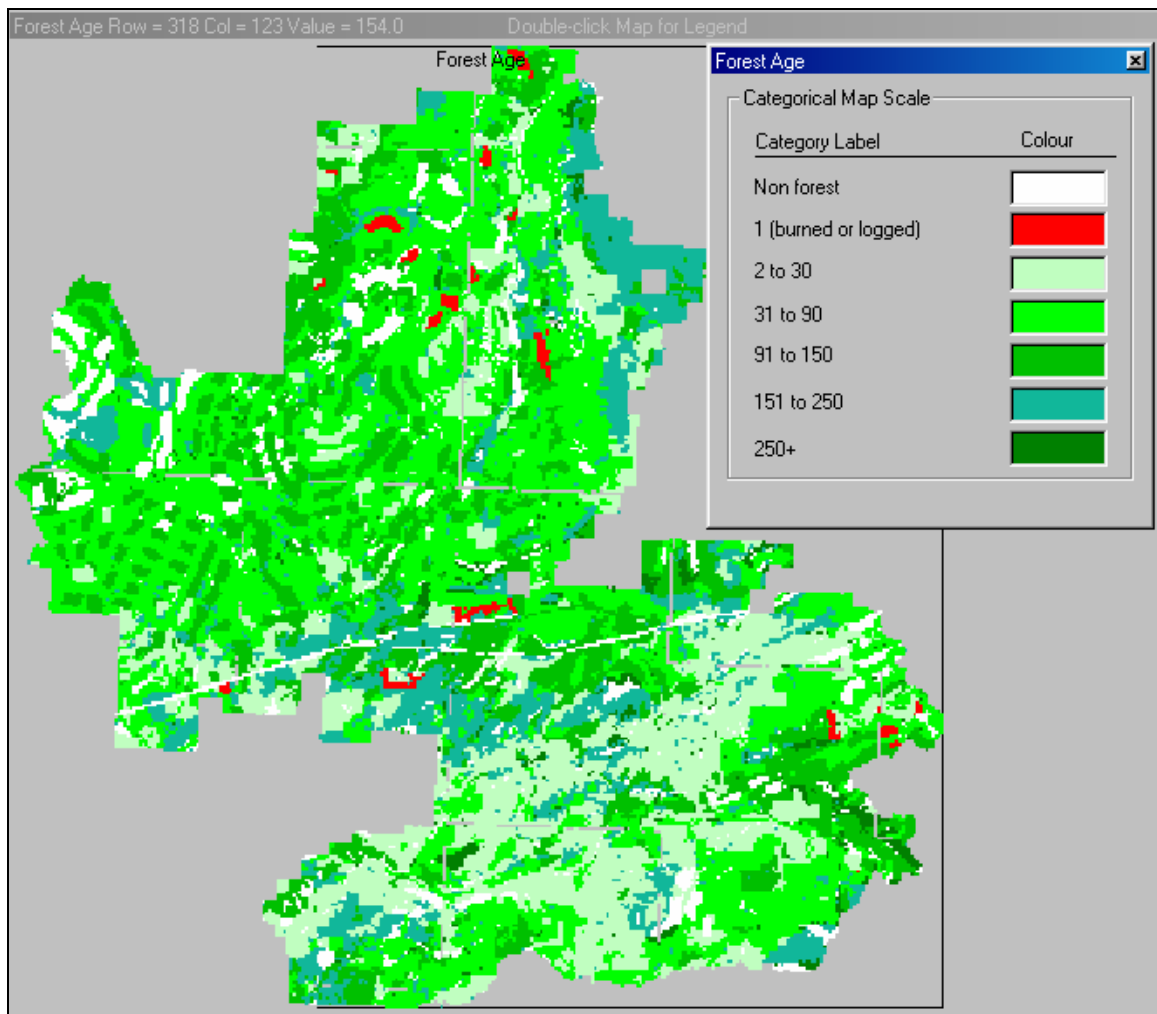 Forest Age Row = 318 Col = 123 Value = 154.0 Double-click Map for Legend
Forest Age
Forest Age
Categorical Map Scale
Category Label Colour
Non forest
1 (burned or logged)
2 to 30
31 to 90
91 to 150
151 to 250
250+